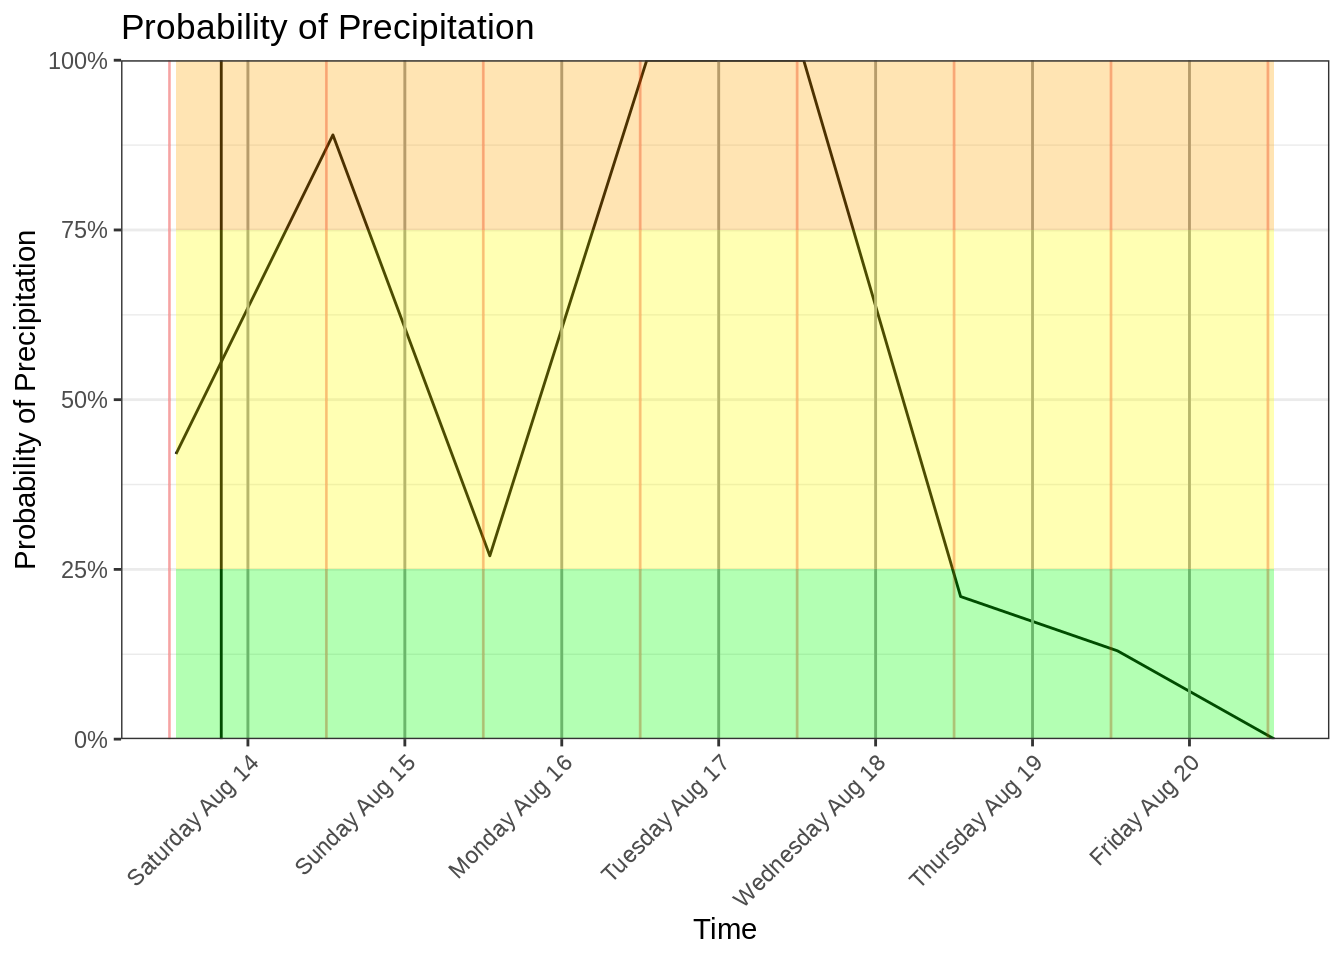 Probability of Precipitation
Probability of Precipitation
100%
75%
50%
25%
0%
Saturday Aug 14
Sunday Aug 15
Monday Aug 16
Tuesday Aug 17
Wednesday Aug 18
Thursday Aug 19
Friday Aug 20
Time